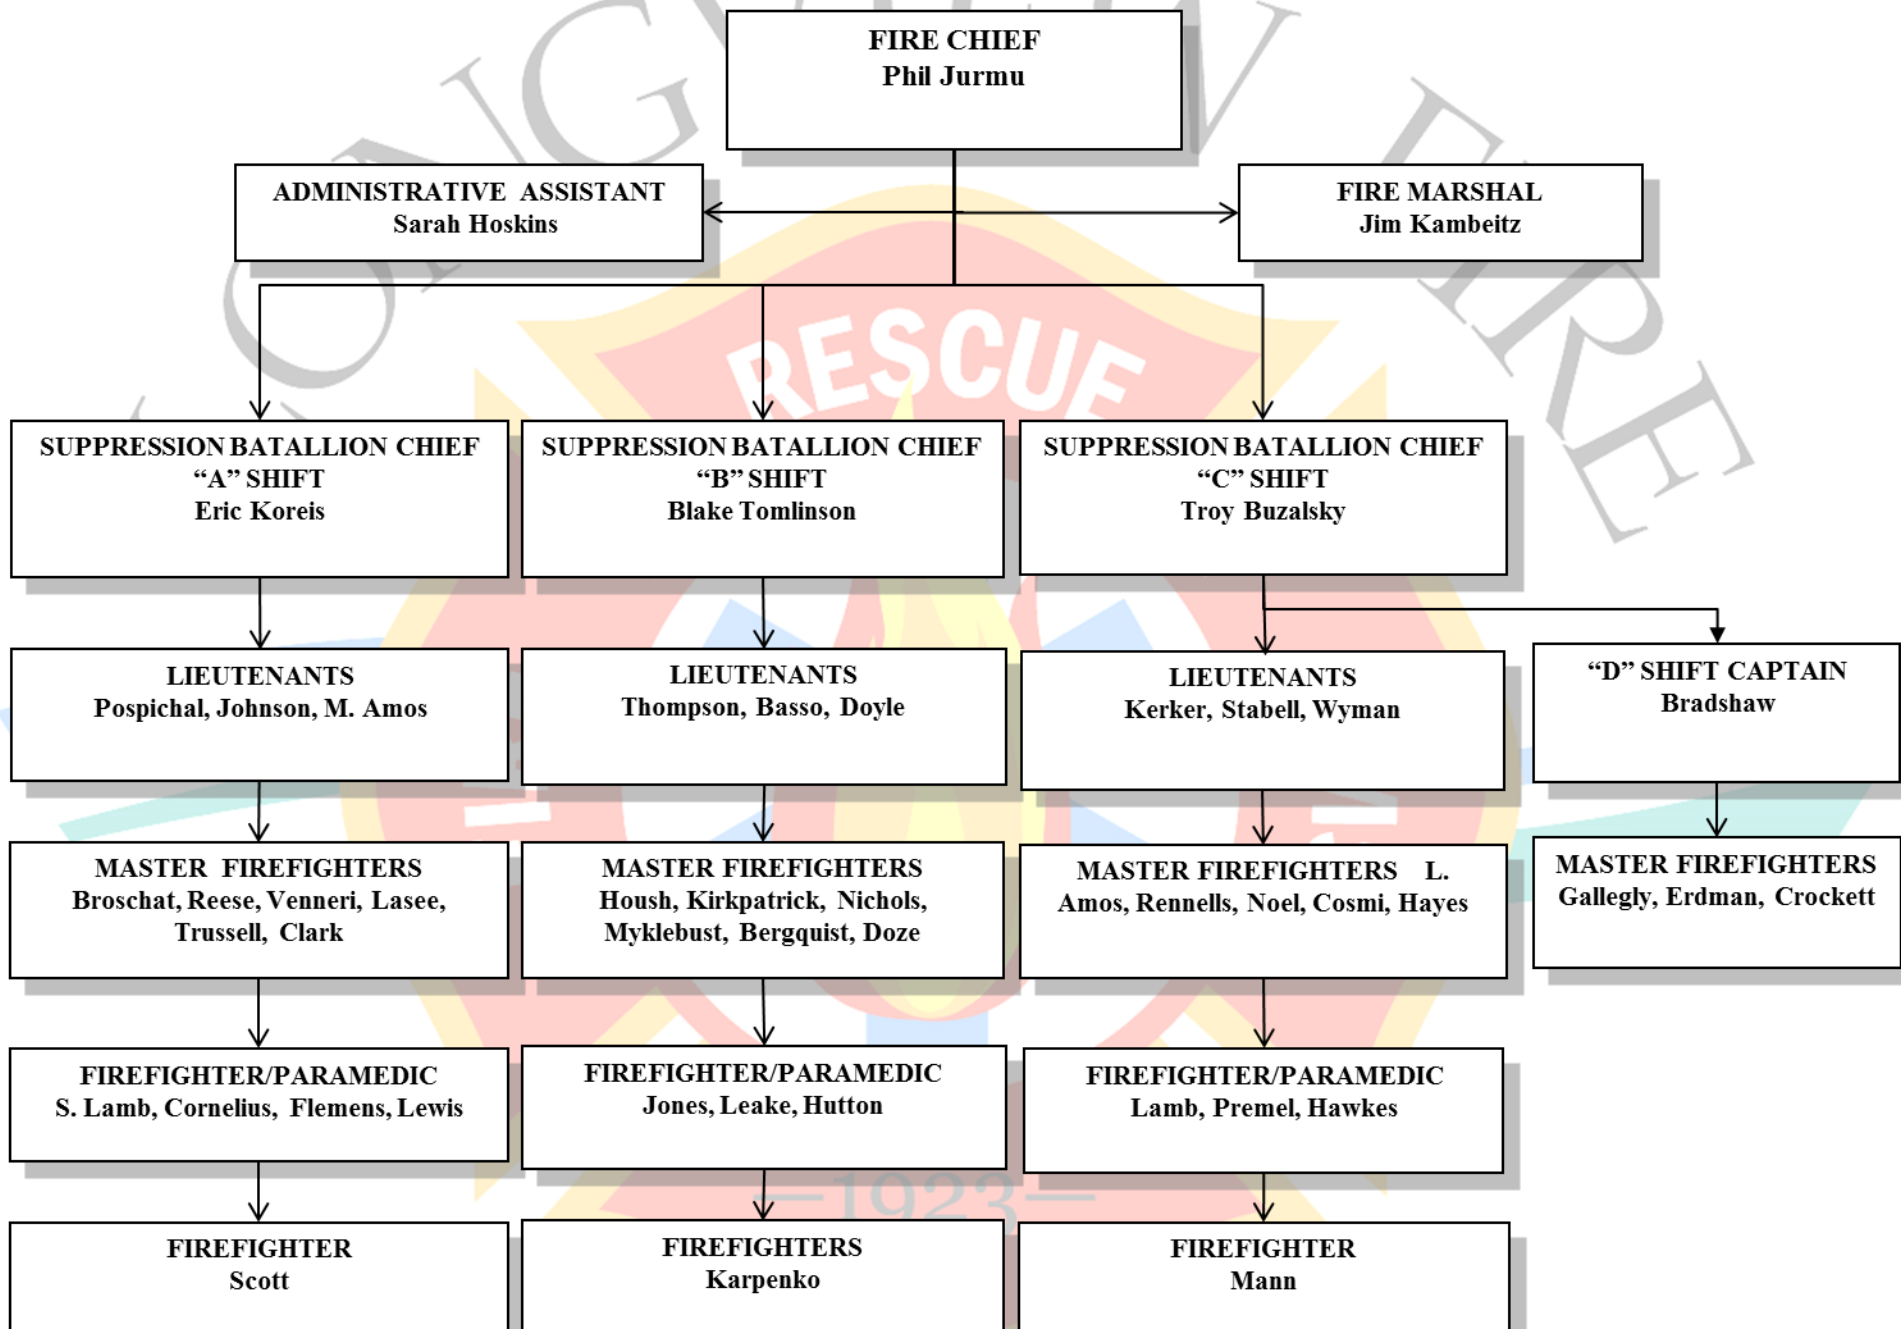 LONGVIEW FIRE
RESCUE
1923
FIRE CHIEF
Phil Jurmu
ADMINISTRATIVE ASSISTANT
Sarah Hoskins
FIRE MARSHAL
Jim Kambeitz
SUPPRESSION BATALLION CHIEF
“A” SHIFT
Eric Koreis
SUPPRESSION BATALLION CHIEF
“B” SHIFT
Blake Tomlinson
SUPPRESSION BATALLION CHIEF
“C” SHIFT
Troy Buzalsky
LIEUTENANTS
Pospichal, Johnson, M. Amos
LIEUTENANTS
Thompson, Basso, Doyle
LIEUTENANTS
Kerker, Stabell, Wyman
“D” SHIFT CAPTAIN
Bradshaw
MASTER FIREFIGHTERS
Broschat, Reese, Venneri, Lasee,
Trussell, Clark
MASTER FIREFIGHTERS
Housh, Kirkpatrick, Nichols,
Myklebust, Bergquist, Doze
MASTER FIREFIGHTERS L.
Amos, Rennells, Noel, Cosmi, Hayes
MASTER FIREFIGHTERS
Gallegly, Erdman, Crockett
FIREFIGHTER/PARAMEDIC
S. Lamb, Cornelius, Flemens, Lewis
FIREFIGHTER/PARAMEDIC
Jones, Leake, Hutton
FIREFIGHTER/PARAMEDIC
Lamb, Premel, Hawkes
FIREFIGHTER
Scott
FIREFIGHTERS
Karpenko
FIREFIGHTER
Mann